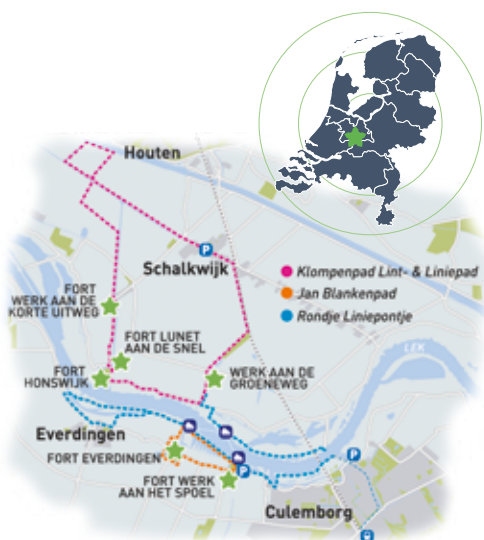 Houten
P
Schalkwijk
Klompenpad Lint- & Liniepad
Jan Blankenpad
Rondje Liniepontje
FORT
WERK AAN DE
KORTE UITWEG
FORT LUNET
AAN DE SNEL
LEK
FORT
HONSWIJK
WERK AAN DE
GROENEWEG
Everdingen
FORT EVERDINGEN
P
P
FORT WERK
AAN HET SPOEL
Culemborg